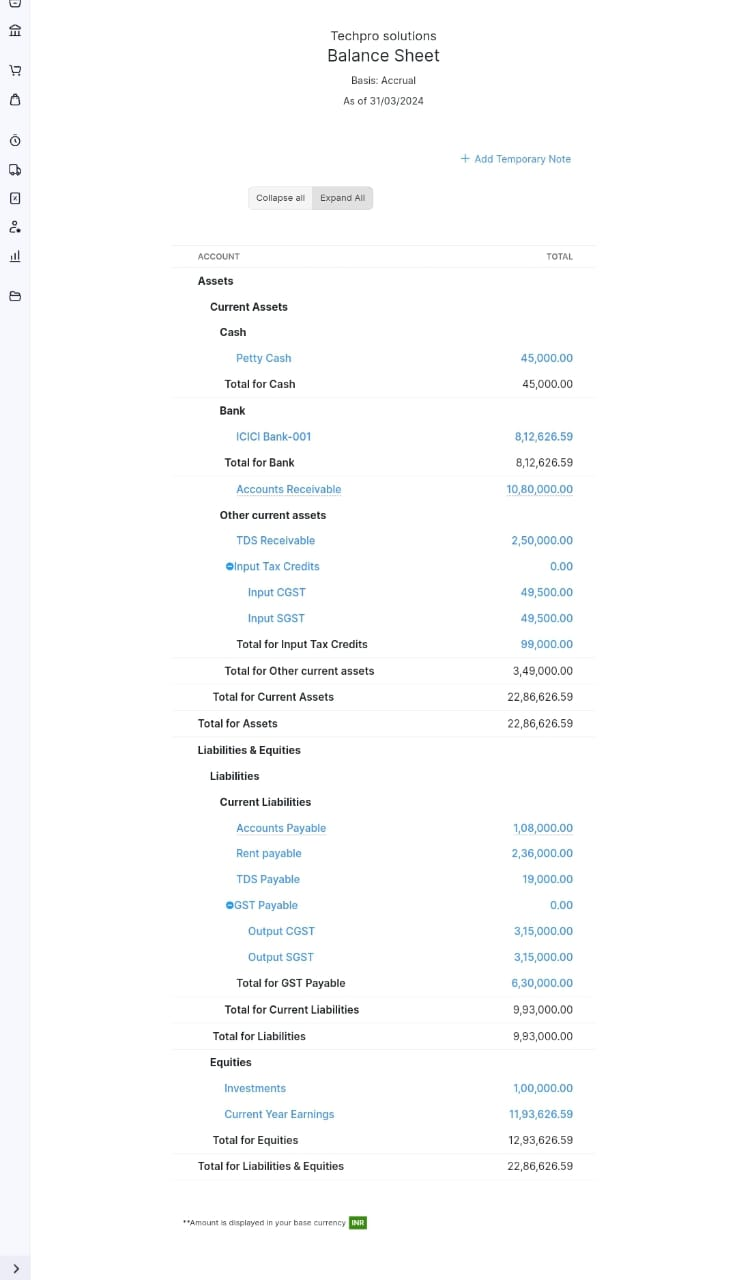 Techpro solutions
Balance Sheet
Basis: Accrual
As of 31/03/2024
+ Add Temporary Note
Collapse all Expand All
ACCOUNT TOTAL
Assets
Current Assets
Cash
Petty Cash 45,000.00
Total for Cash 45,000.00
Bank
ICICI Bank-001 8,12,626.59
Total for Bank 8,12,626.59
Accounts Receivable 10,80,000.00
Other current assets
TDS Receivable 2,50,000.00
Input Tax Credits 0.00
Input CGST 49,500.00
Input SGST 49,500.00
Total for Input Tax Credits 99,000.00
Total for Other current assets 3,49,000.00
Total for Current Assets 22,86,626.59
Total for Assets 22,86,626.59
Liabilities & Equities
Liabilities
Current Liabilities
Accounts Payable 1,08,000.00
Rent payable 2,36,000.00
TDS Payable 19,000.00
GST Payable 0.00
Output CGST 3,15,000.00
Output SGST 3,15,000.00
Total for GST Payable 6,30,000.00
Total for Current Liabilities 9,93,000.00
Total for Liabilities 9,93,000.00
Equities
Investments 1,00,000.00
Current Year Earnings 11,93,626.59
Total for Equities 12,93,626.59
Total for Liabilities & Equities 22,86,626.59
**Amount is displayed in your base currency INR